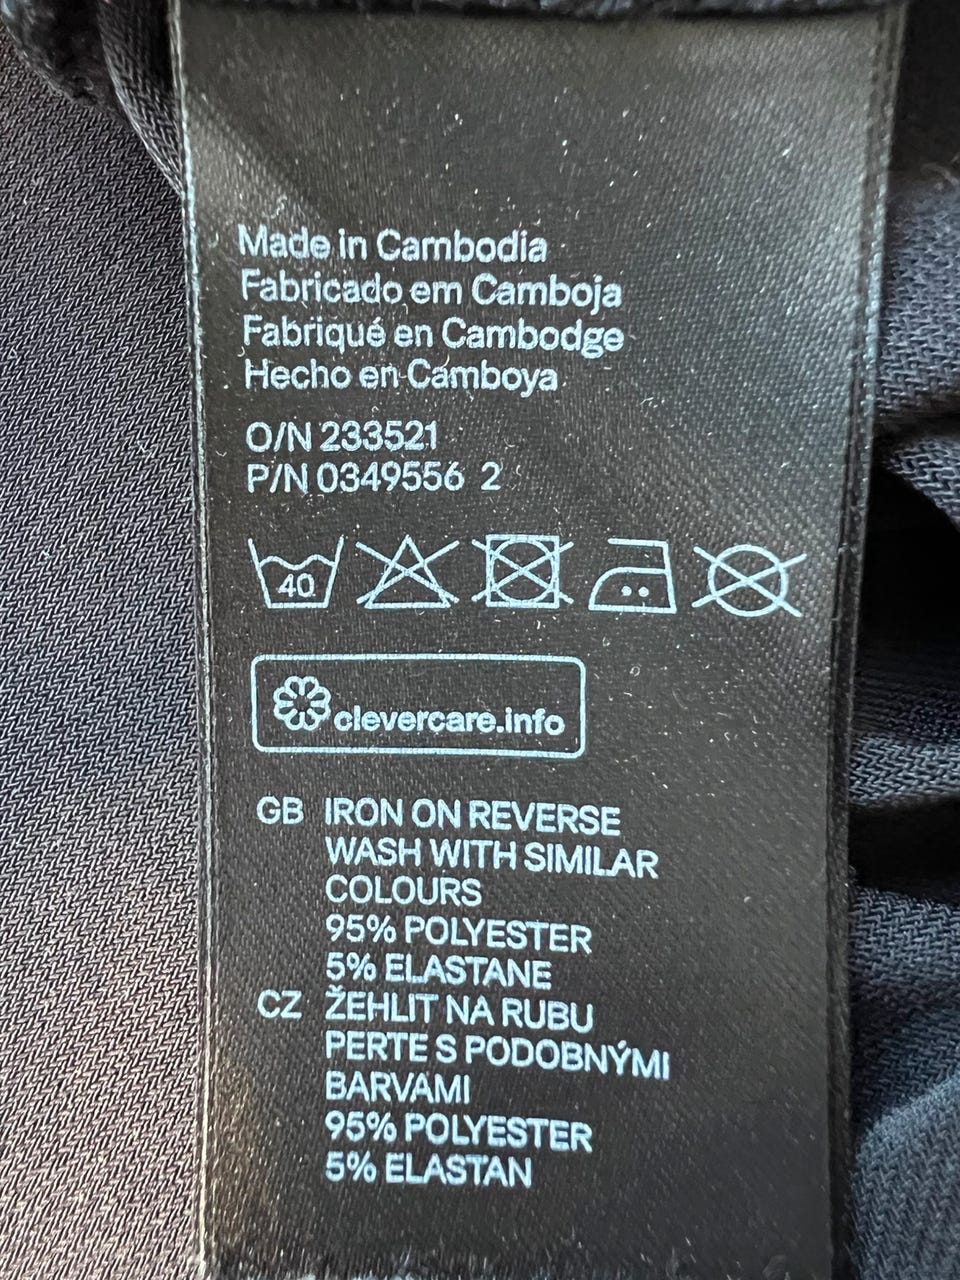 Made in Cambodia
Fabricado em Camboja
Fabriqué en Cambodge
Hecho en Camboya
O/N 233521
P/N 0349556 2
40
clevercare.info
GB IRON ON REVERSE
WASH WITH SIMILAR
COLOURS
95% POLYESTER
5% ELASTANE
CZ ŽEHLIT NA RUBU
PERTE S PODOBNÝMI
BARVAMI
95% POLYESTER
5% ELASTAN